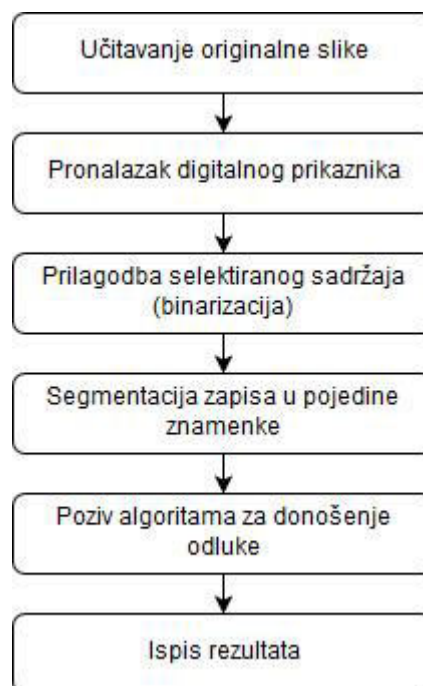 Učitavanje originalne slike
Pronalazak digitalnog prikaznika
Prilagodba selektiranog sadržaja
(binarizacija)
Segmentacija zapisa u pojedine
znamenke
Poziv algoritama za donošenje
odluke
Ispis rezultata